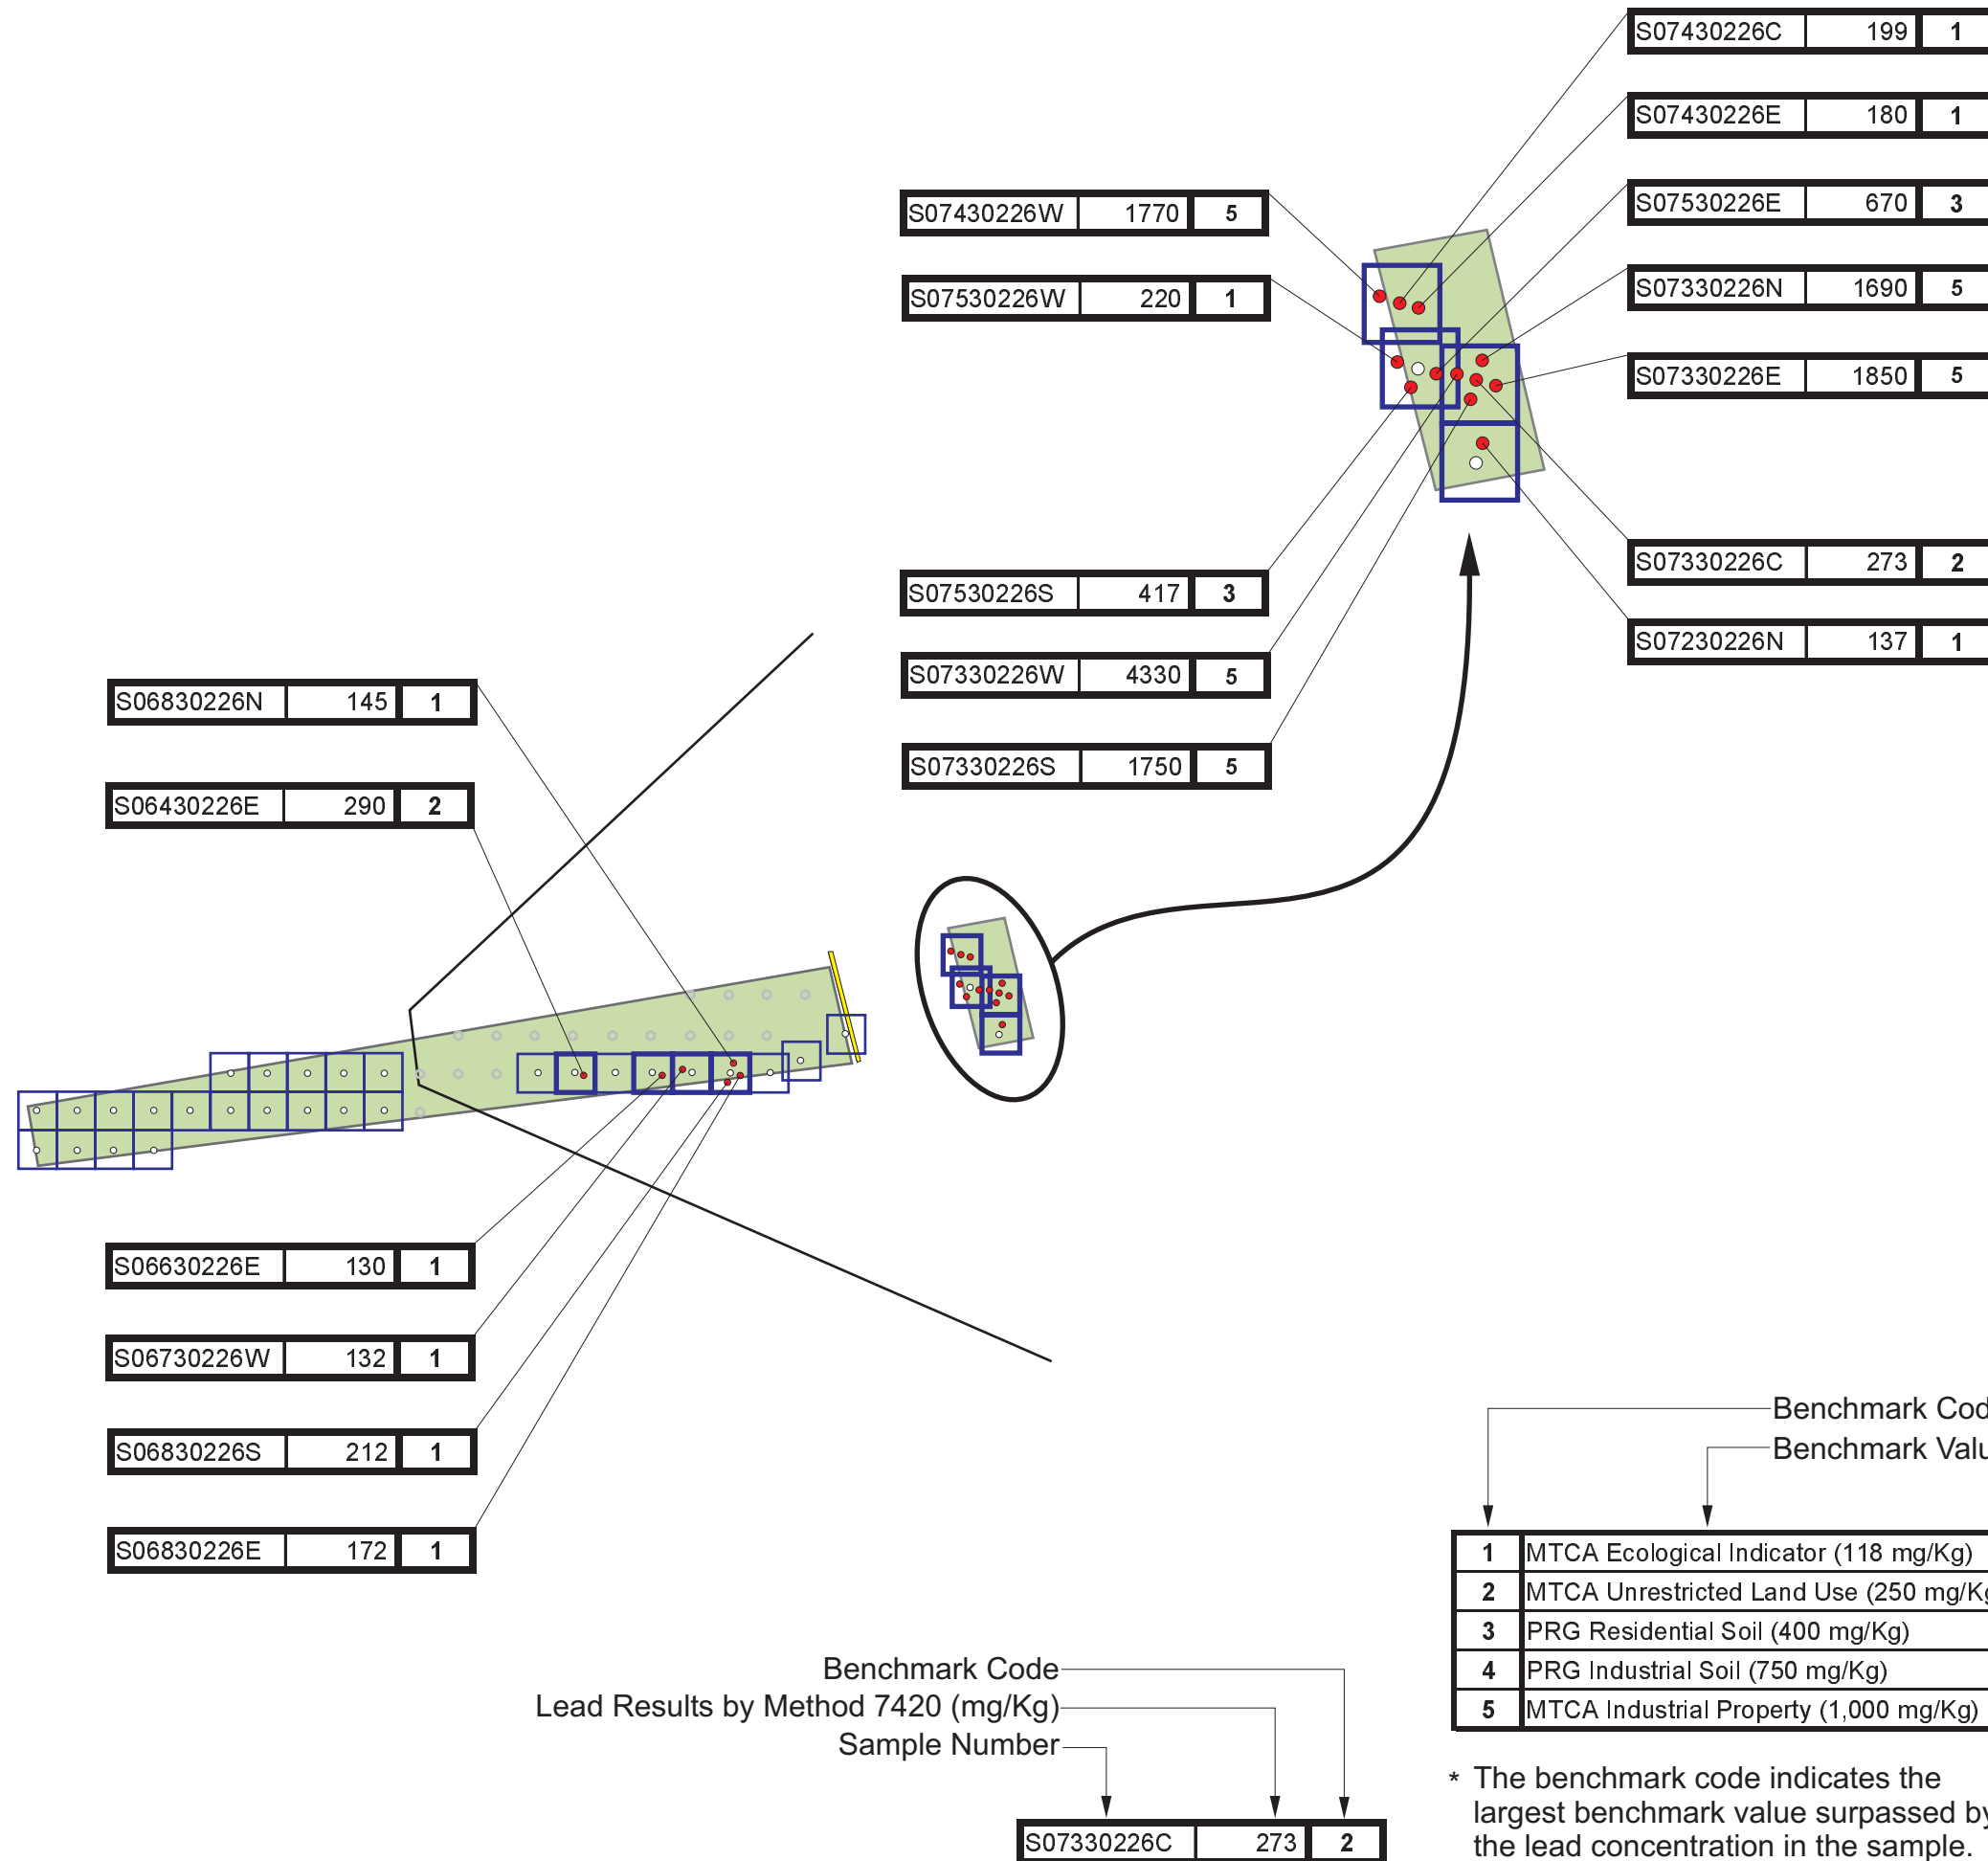 S07430226C 199 1
S07430226E 180 1
S07530226E 670 3
S07430226W 1770 5
S07530226W 220 1
S07330226N 1690 5
S07330226E 1850 5
S07330226C 273 2
S07530226S 417 3
S07230226N 137 1
S07330226W 4330 5
S07330226S 1750 5
S06830226N 145 1
S06430226E 290 2
S06630226E 130 1
S06730226W 132 1
S06830226S 212 1
S06830226E 172 1
Benchmark Cod
Benchmark Valu
1 MTCA Ecological Indicator (118 mg/Kg)
2 MTCA Unrestricted Land Use (250 mg/Kg
3 PRG Residential Soil (400 mg/Kg)
4 PRG Industrial Soil (750 mg/Kg)
5 MTCA Industrial Property (1,000 mg/Kg)
* The benchmark code indicates the
largest benchmark value surpassed by
the lead concentration in the sample.
Benchmark Code
Lead Results by Method 7420 (mg/Kg)
Sample Number
S07330226C 273 2